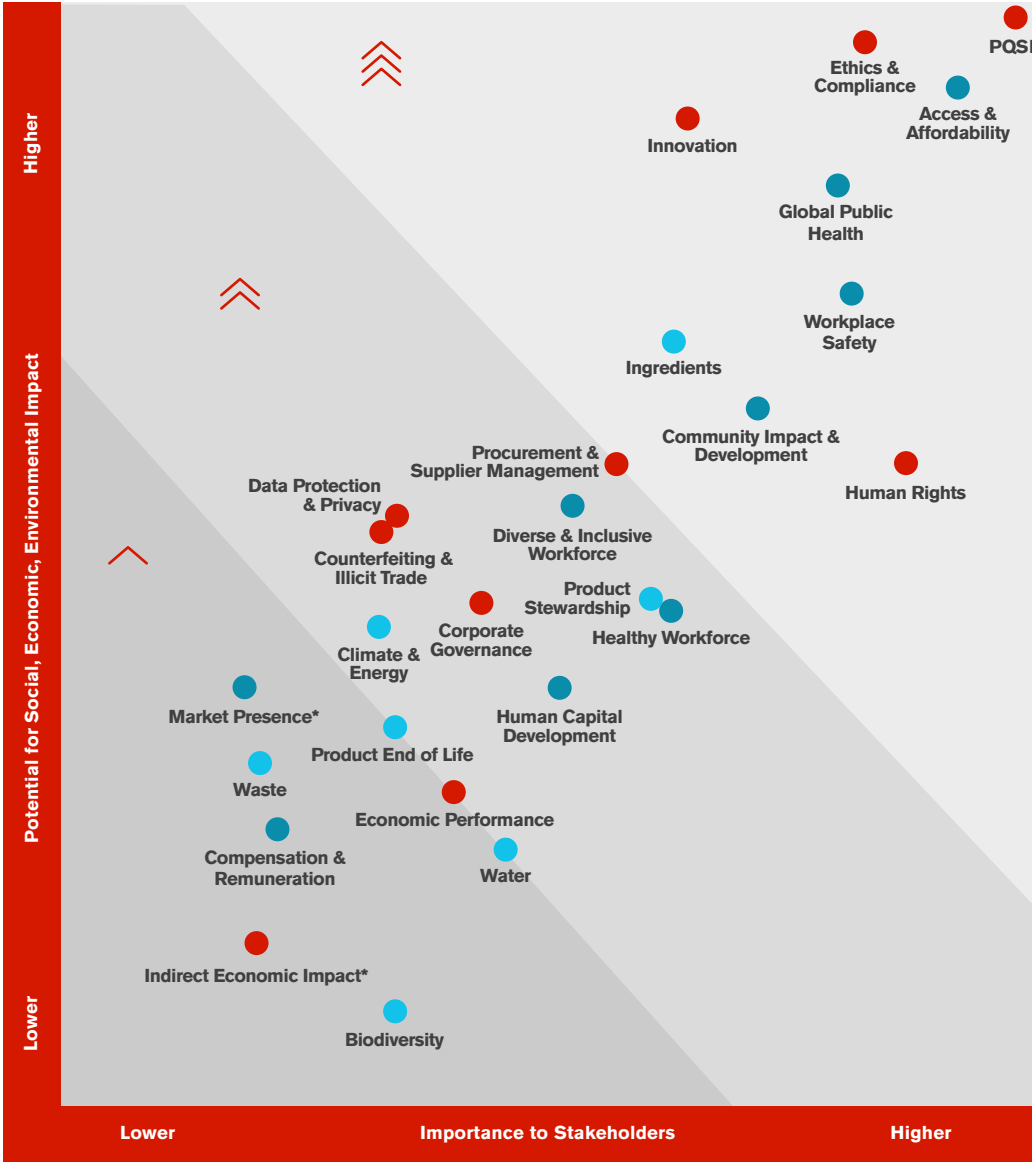 PQS
Ethics &
Compliance
Access &
Affordability
Innovation
Higher
Global Public
Health
Workplace
Safety
Ingredients
Potential for Social, Economic, Environmental Impact
Community Impact &
Development
Procurement &
Supplier Management
Human Rights
Data Protection
& Privacy
Diverse & Inclusive
Workforce
Counterfeiting &
Illicit Trade
Product
Stewardship
Healthy Workforce
Corporate
Governance
Climate &
Energy
Market Presence*
Human Capital
Development
Product End of Life
Waste
Economic Performance
Compensation &
Remuneration
Water
Indirect Economic Impact*
Lower
Biodiversity
Lower
Importance to Stakeholders
Higher